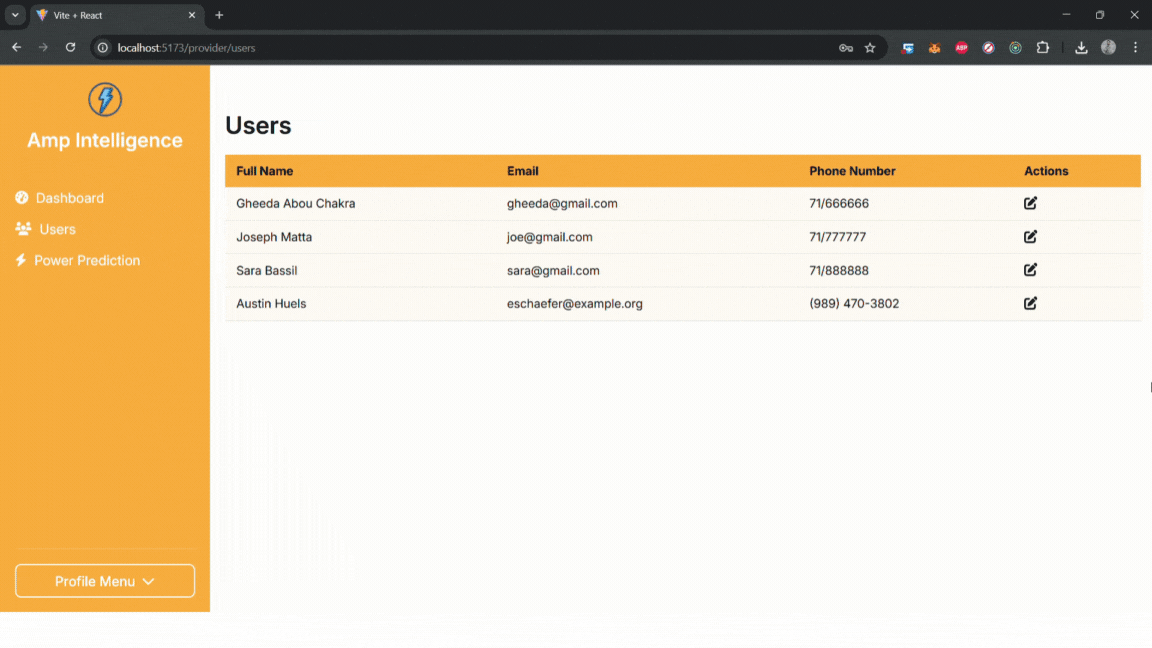 Vite + React
localhost:5173/provider/users
ABP
Amp Intelligence
Dashboard
Users
Power Prediction
Profile Menu
Users
Full Name Email Phone Number Actions
Gheeda Abou Chakra gheeda@gmail.com 71/666666
Joseph Matta joe@gmail.com 71/777777
Sara Bassil sara@gmail.com 71/888888
Austin Huels eschaefer@example.org (989) 470-3802